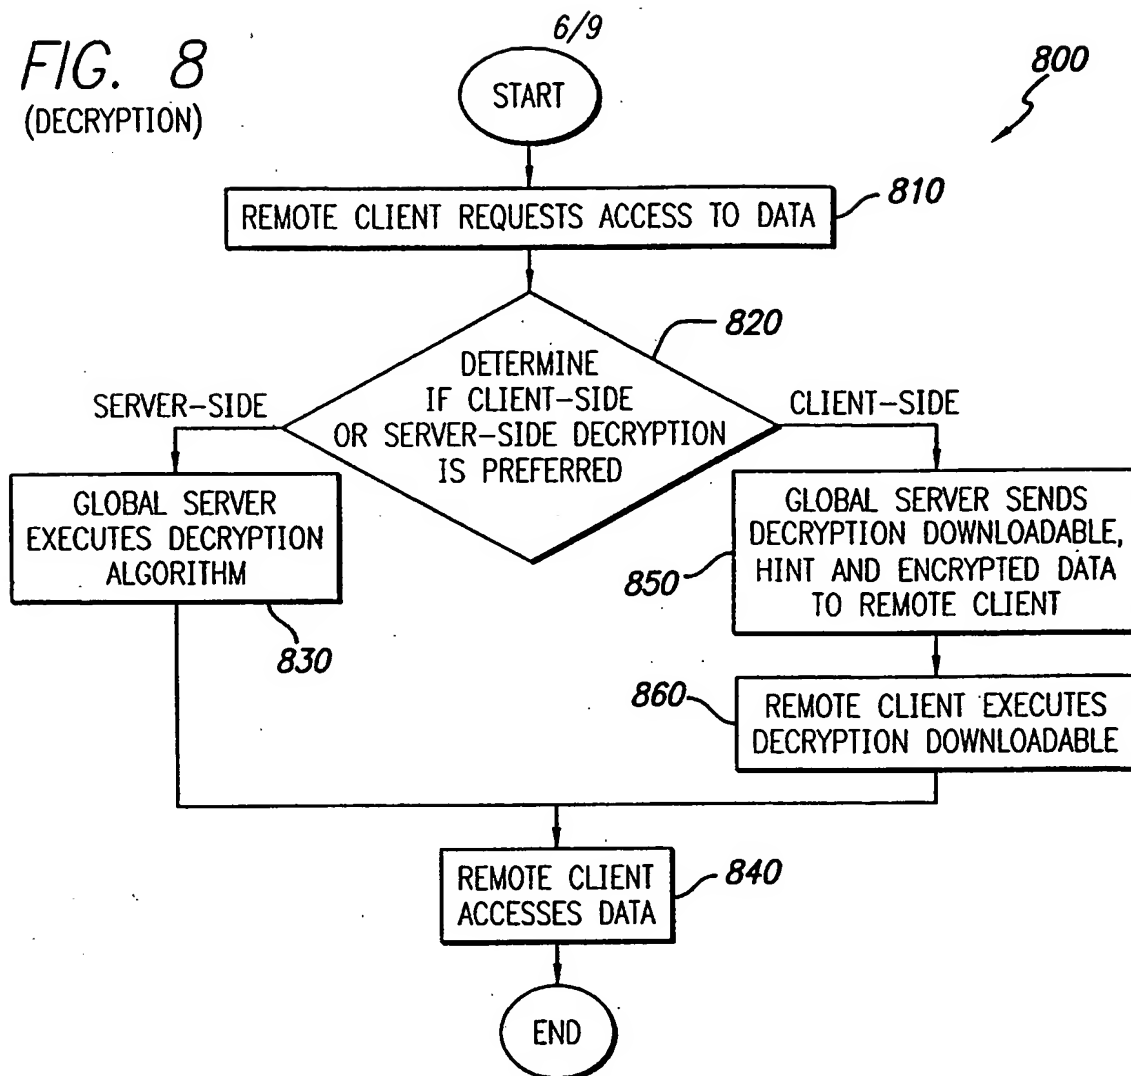 6/9
FIG. 8
(DECRYPTION)
800
START
REMOTE CLIENT REQUESTS ACCESS TO DATA
810
820
DETERMINE
IF CLIENT-SIDE
OR SERVER-SIDE DECRYPTION
IS PREFERRED
SERVER-SIDE
CLIENT-SIDE
GLOBAL SERVER
EXECUTES DECRYPTION
ALGORITHM
830
GLOBAL SERVER SENDS
DECRYPTION DOWNLOADABLE,
HINT AND ENCRYPTED DATA
TO REMOTE CLIENT
850
860
REMOTE CLIENT EXECUTES
DECRYPTION DOWNLOADABLE
REMOTE CLIENT
ACCESSES DATA
840
END